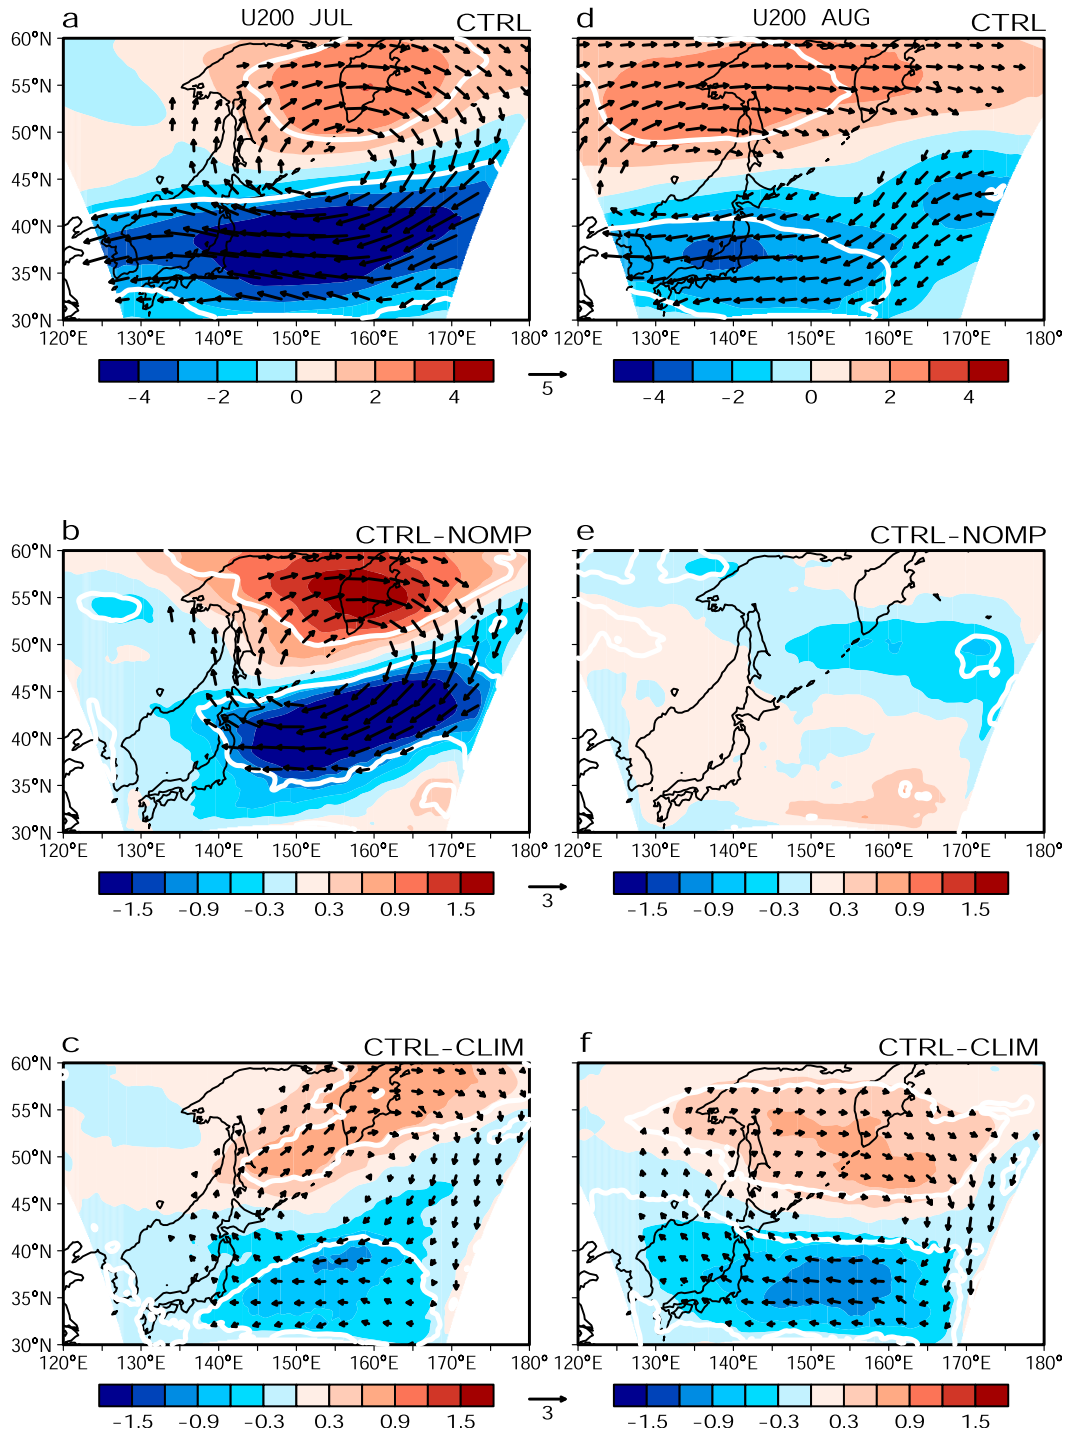 a U200 JUL CTRL
60°N
55°N
50°N
45°N
40°N
35°N
30°N
120°E 130°E 140°E 150°E 160°E 170°E 180°
-4 -2 0 2 4
5
d U200 AUG CTRL
120°E 130°E 140°E 150°E 160°E 170°E 180°
-4 -2 0 2 4
b CTRL-NOMP
60°N
55°N
50°N
45°N
40°N
35°N
30°N
120°E 130°E 140°E 150°E 160°E 170°E 180°
-1.5 -0.9 -0.3 0.3 0.9 1.5
3
e CTRL-NOMP
120°E 130°E 140°E 150°E 160°E 170°E 180°
-1.5 -0.9 -0.3 0.3 0.9 1.5
c CTRL-CLIM
60°N
55°N
50°N
45°N
40°N
35°N
30°N
120°E 130°E 140°E 150°E 160°E 170°E 180°
-1.5 -0.9 -0.3 0.3 0.9 1.5
3
f CTRL-CLIM
120°E 130°E 140°E 150°E 160°E 170°E 180°
-1.5 -0.9 -0.3 0.3 0.9 1.5